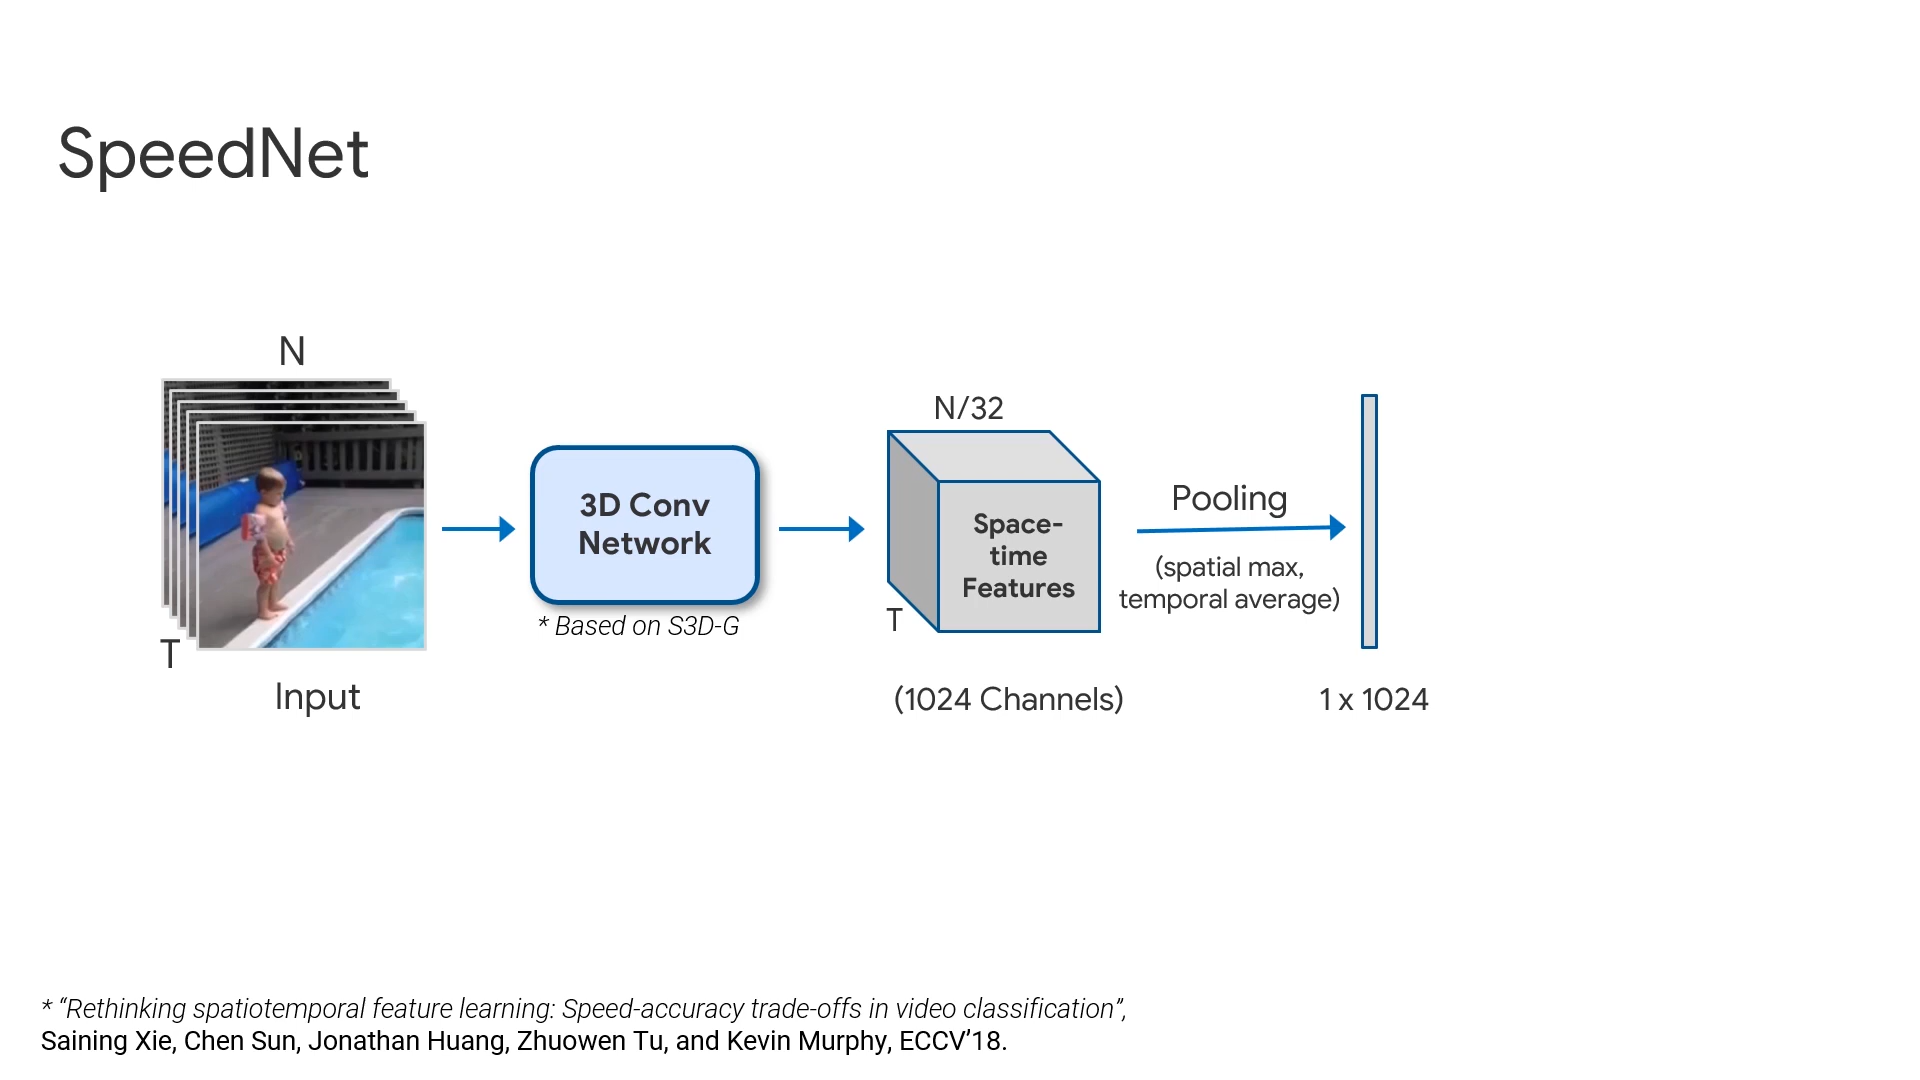 SpeedNet
N
T
Input
3D Conv
Network
* Based on S3D-G
N/32
Space-
time
Features
T
(1024 Channels)
Pooling
(spatial max,
temporal average)
1 x 1024
* “Rethinking spatiotemporal feature learning: Speed-accuracy trade-offs in video classification”,
Saining Xie, Chen Sun, Jonathan Huang, Zhuowen Tu, and Kevin Murphy, ECCV’18.